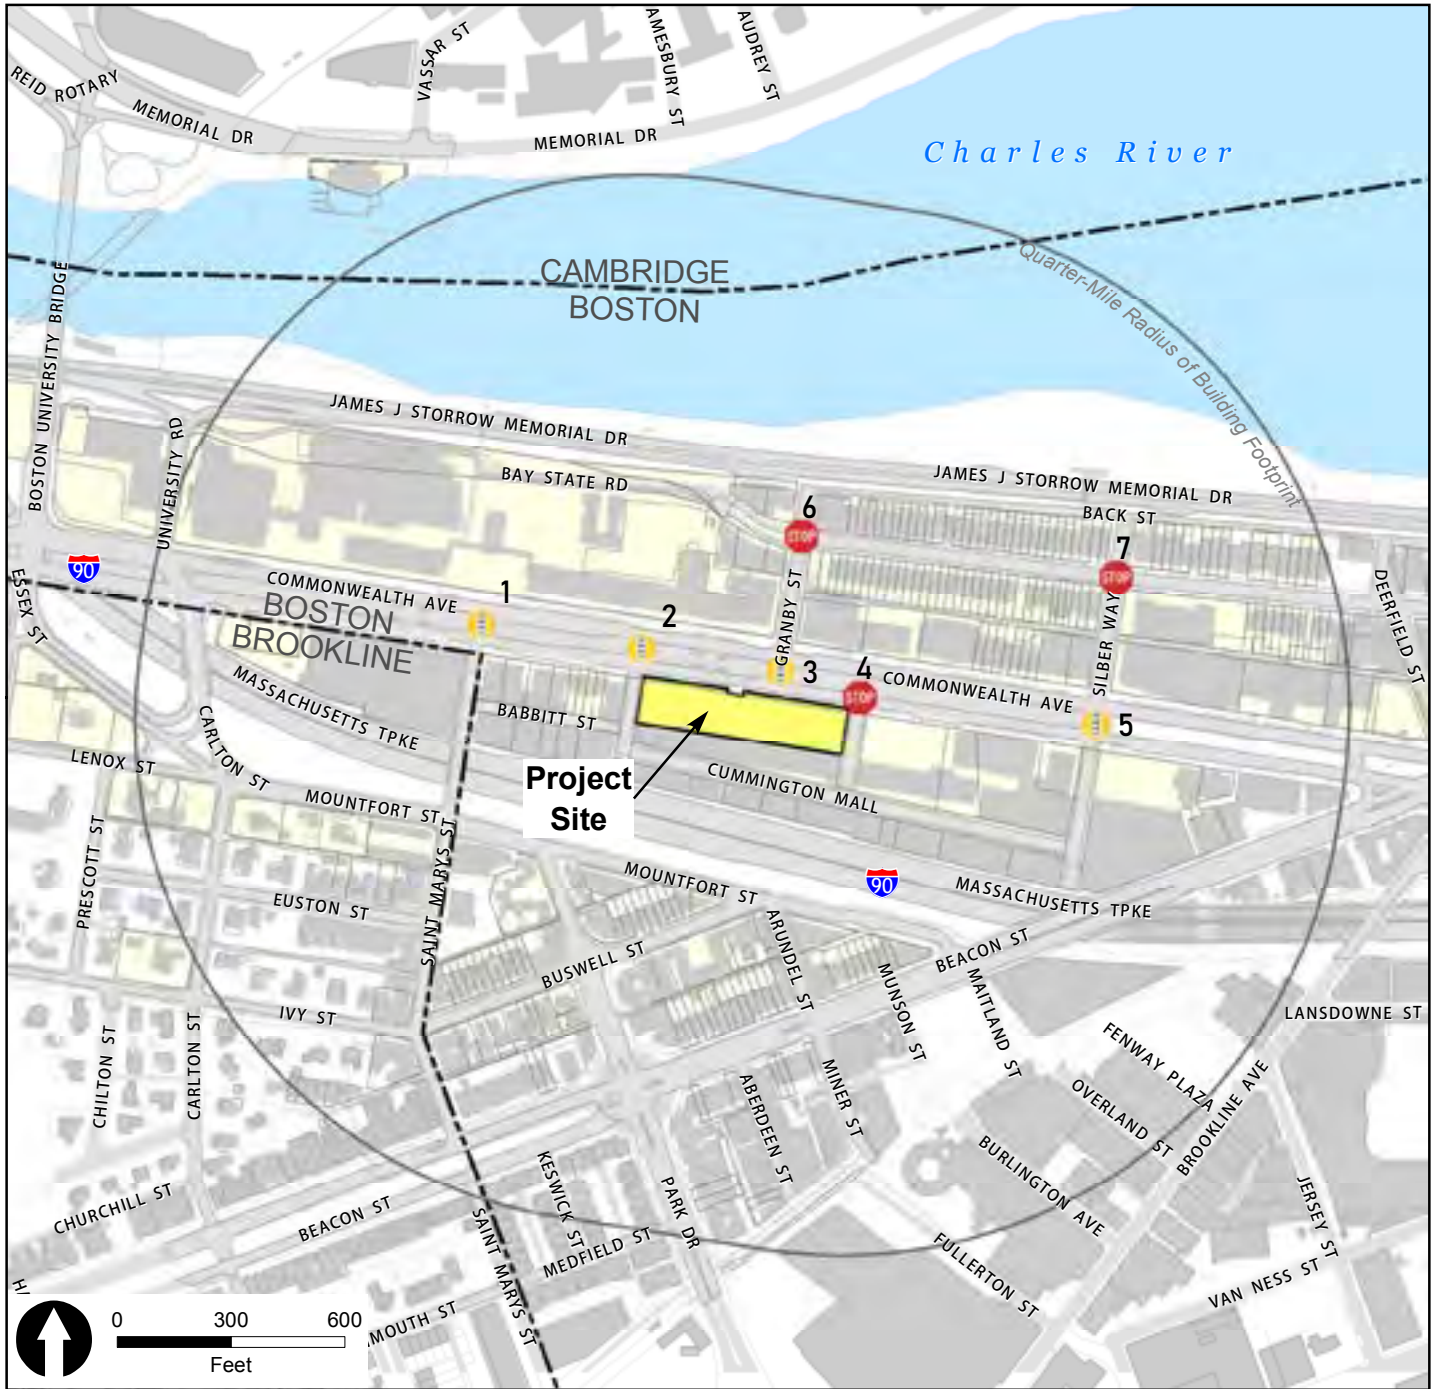 VASSAR ST
AMESBURY ST
AUDREY ST
REID ROTARY
MEMORIAL DR
MEMORIAL DR
Charles River
CAMBRIDGE
BOSTON
Quarter-Mile Radius of Building Footprint
BOSTON UNIVERSITY BRIDGE
UNIVERSITY RD
JAMES J STORROW MEMORIAL DR
BAY STATE RD
JAMES J STORROW MEMORIAL DR
BACK ST
6
STOP
7
STOP
90
ESSEX ST
COMMONWEALTH AVE
BOSTON
BROOKLINE
1
2
GRANBY ST
3
4
STOP
COMMONWEALTH AVE
SILBER WAY
5
DEERFIELD ST
MASSACHUSETTS TPKE
BABBITT ST
CARLTON ST
LENOX ST
MOUNTFORT ST
Project
Site
CUMMINGTON MALL
PRESCOTT ST
EUSTON ST
SAINT MARYS ST
MOUNTFORT ST
90
MASSACHUSETTS TPKE
BUSWELL ST
ARUNDEL ST
BEACON ST
MUNSON ST
MAITLAND ST
IVY ST
CHILTON ST
CARLTON ST
LANSDOWNE ST
FENWAY PLAZA
OVERLAND ST
BROOKLINE AVE
ABERDEEN ST
MINER ST
BURLINGTON AVE
CHURCHILL ST
BEACON ST
SAINT MARYS ST
KESWICK ST
MEDFIELD ST
PARK DR
FULLERTON ST
JERSEY ST
VAN NESS ST
MOUTH ST
0 300 600
Feet